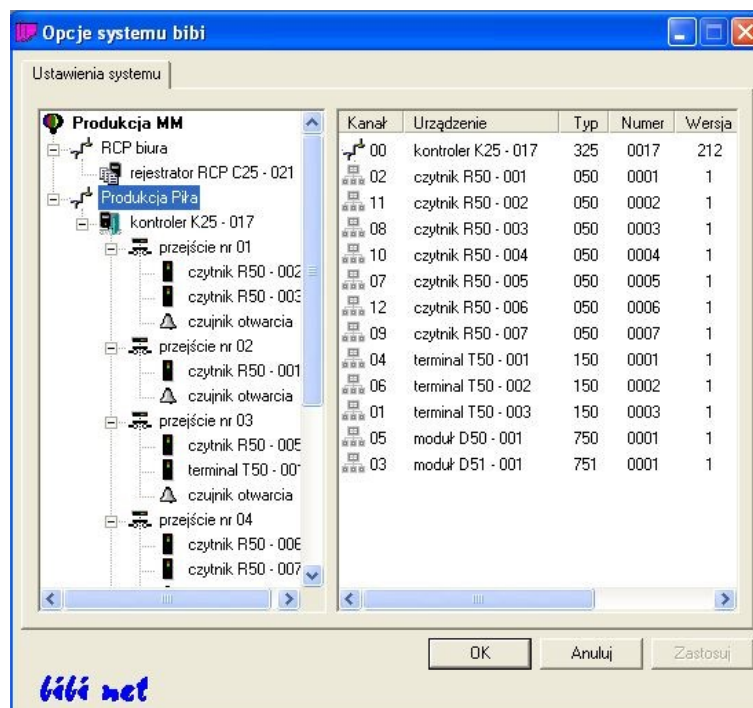 Opcje systemu bibi
Ustawienia systemu
Produkcja MM
RCP biura
rejestrator RCP C25 - 021
Produkcja Piła
kontroler K25 - 017
przejście nr 01
czytnik R50 - 002
czytnik R50 - 003
czujnik otwarcia
przejście nr 02
czytnik R50 - 001
czujnik otwarcia
przejście nr 03
czytnik R50 - 005
terminal T50 - 001
czujnik otwarcia
przejście nr 04
czytnik R50 - 006
czytnik R50 - 007
Kanał Urządzenie Typ Numer Wersja
00 kontroler K25 - 017 325 0017 212
02 czytnik R50 - 001 050 0001 1
11 czytnik R50 - 002 050 0002 1
08 czytnik R50 - 003 050 0003 1
10 czytnik R50 - 004 050 0004 1
07 czytnik R50 - 005 050 0005 1
12 czytnik R50 - 006 050 0006 1
09 czytnik R50 - 007 050 0007 1
04 terminal T50 - 001 150 0001 1
06 terminal T50 - 002 150 0002 1
01 terminal T50 - 003 150 0003 1
05 moduł D50 - 001 750 0001 1
03 moduł D51 - 001 751 0001 1
OK Anuluj Zastosuj
bibi net